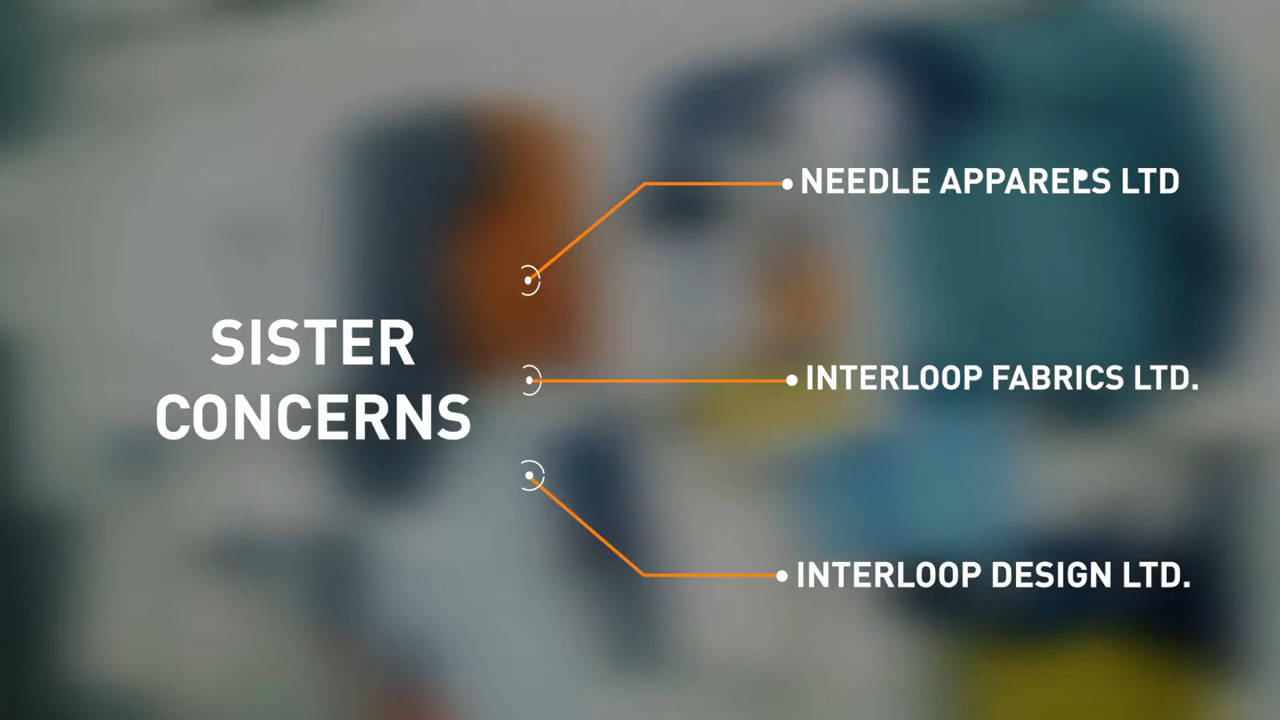 SISTER
CONCERNS
NEEDLE APPARELS LTD
INTERLOOP FABRICS LTD.
INTERLOOP DESIGN LTD.